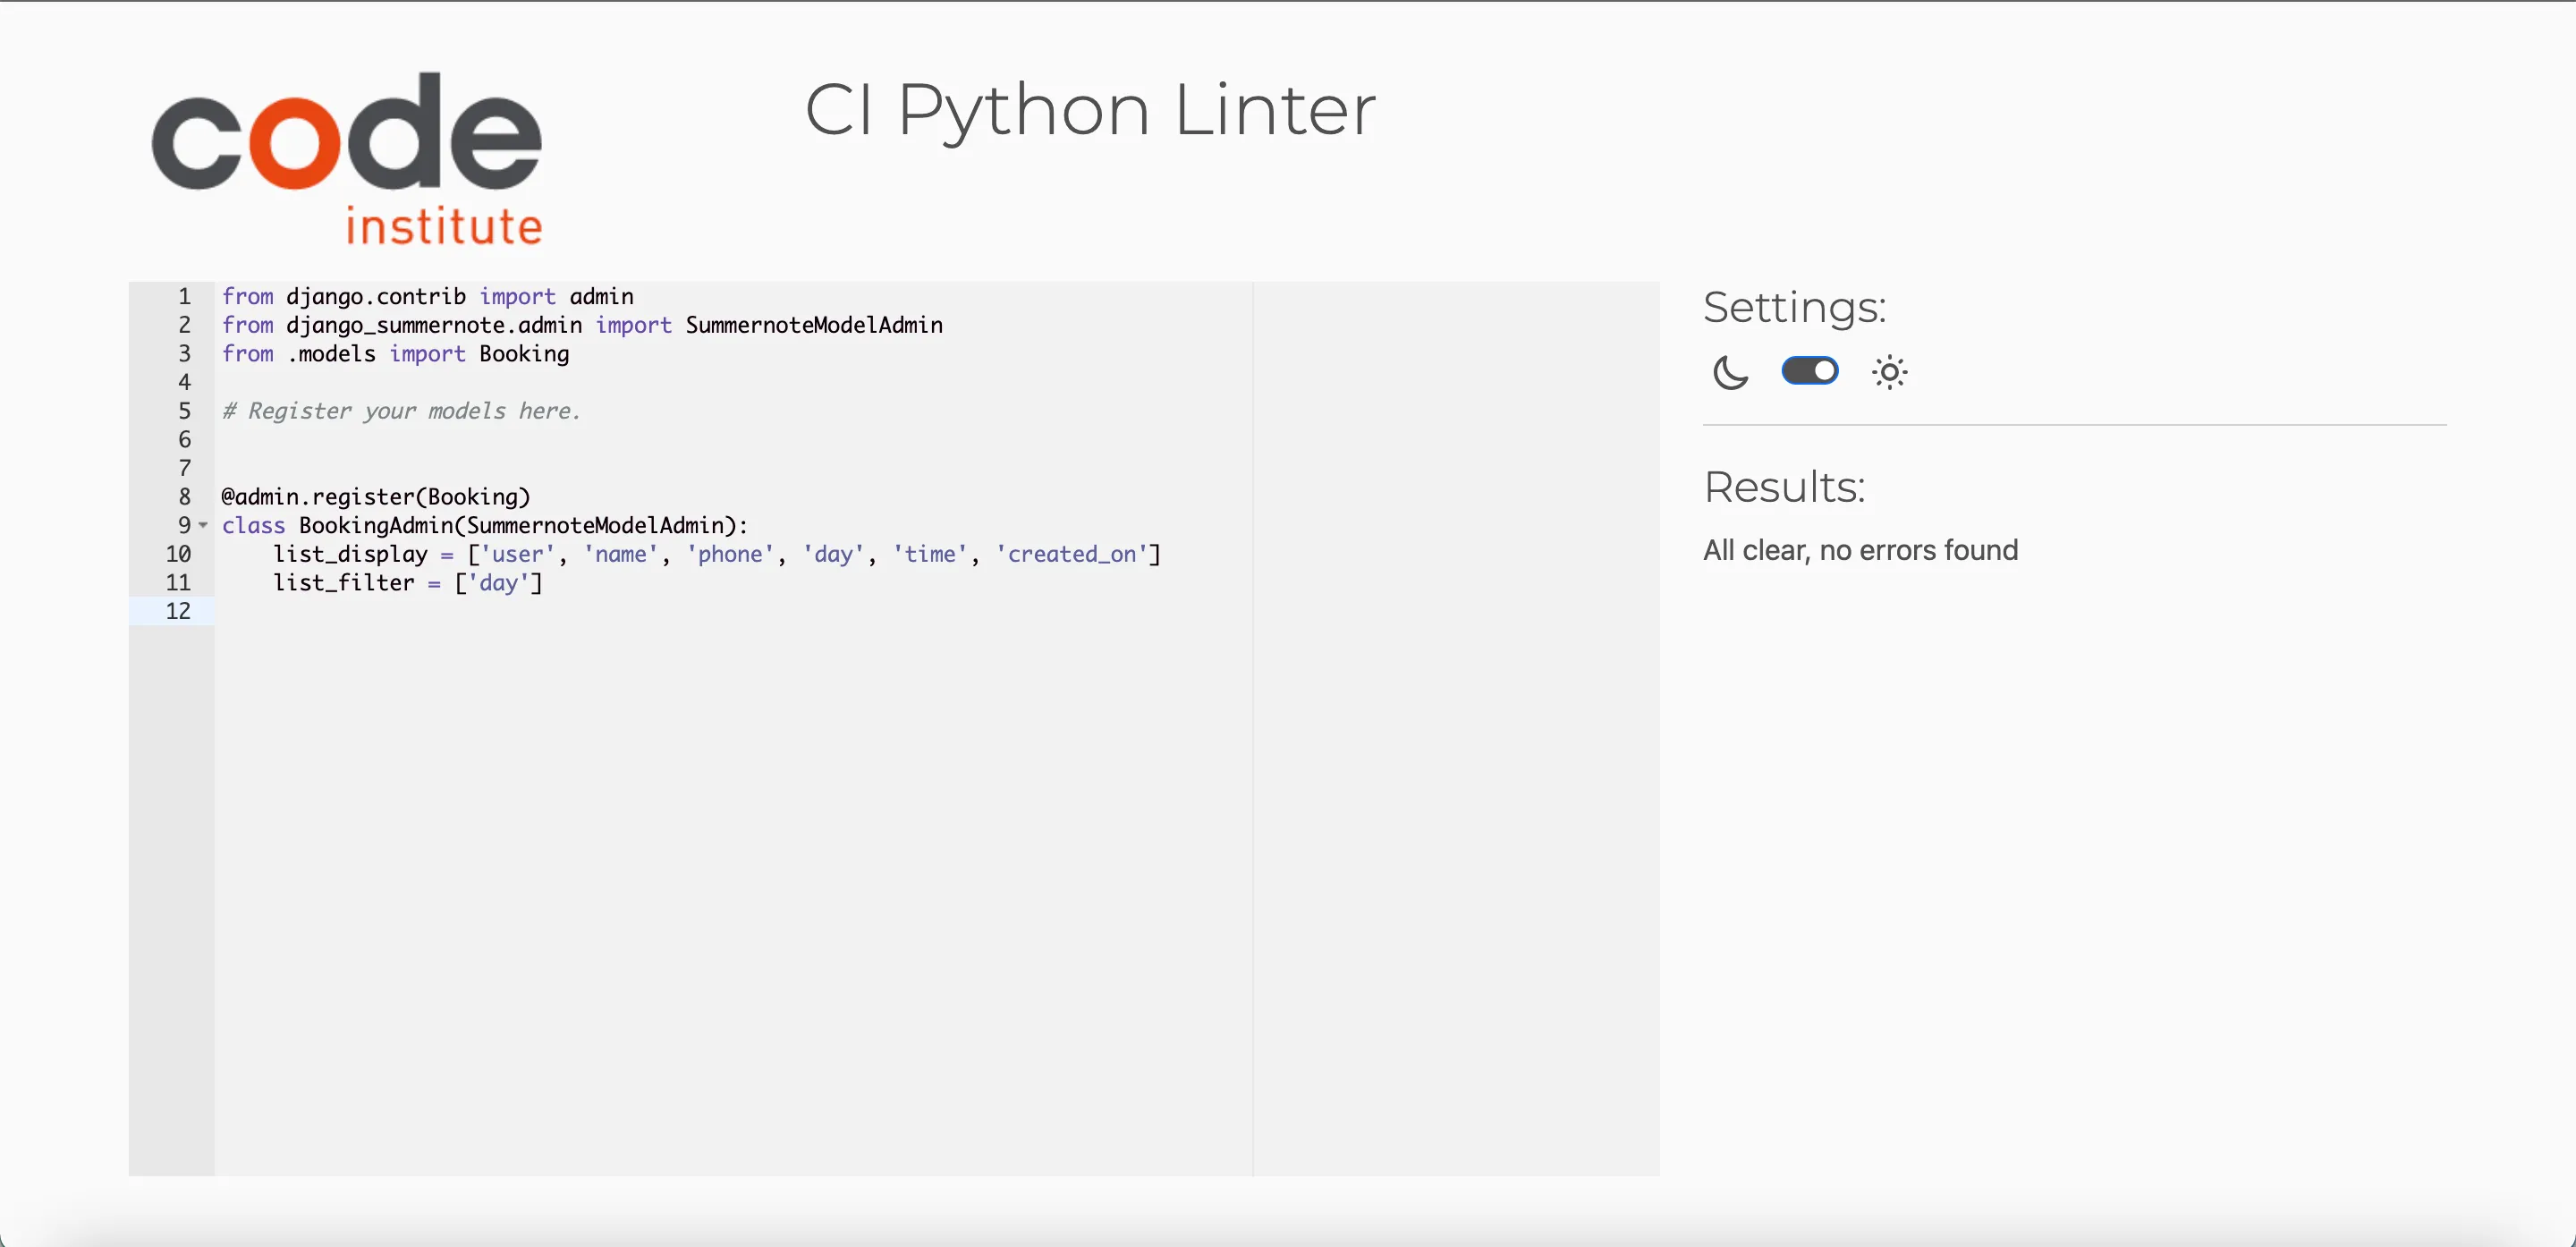 code
institute
CI Python Linter
1 from django.contrib import admin
2 from django_summernote.admin import SummernoteModelAdmin
3 from .models import Booking
4
5 # Register your models here.
6
7
8 @admin.register(Booking)
9 class BookingAdmin(SummernoteModelAdmin):
10     list_display = ['user', 'name', 'phone', 'day', 'time', 'created_on']
11     list_filter = ['day']
12
Settings:
Results:
All clear, no errors found